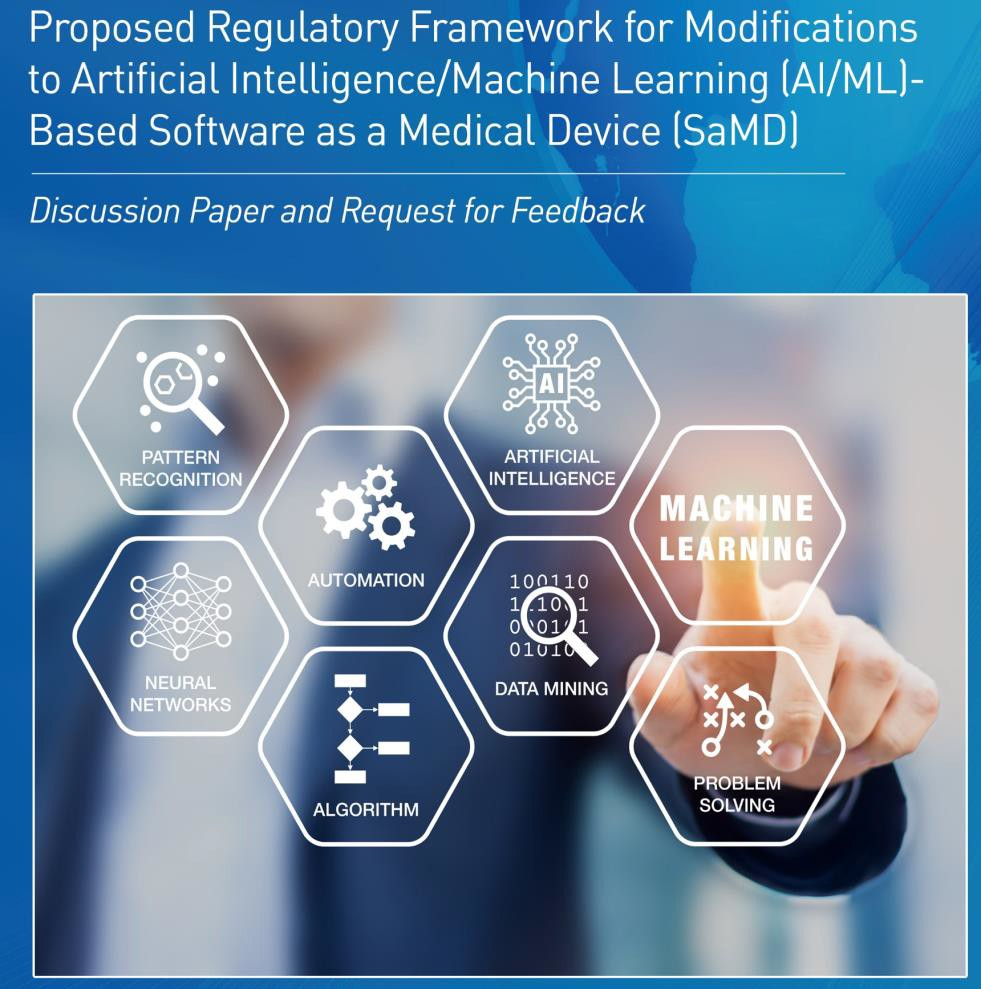 Proposed Regulatory Framework for Modifications
to Artificial Intelligence/Machine Learning (AI/ML)-
Based Software as a Medical Device (SaMD)
Discussion Paper and Request for Feedback
PATTERN
RECOGNITION
AI
ARTIFICIAL
INTELLIGENCE
AUTOMATION
MACHINE
LEARNING
NEURAL
NETWORKS
100110
DATA MINING
ALGORITHM
PROBLEM
SOLVING